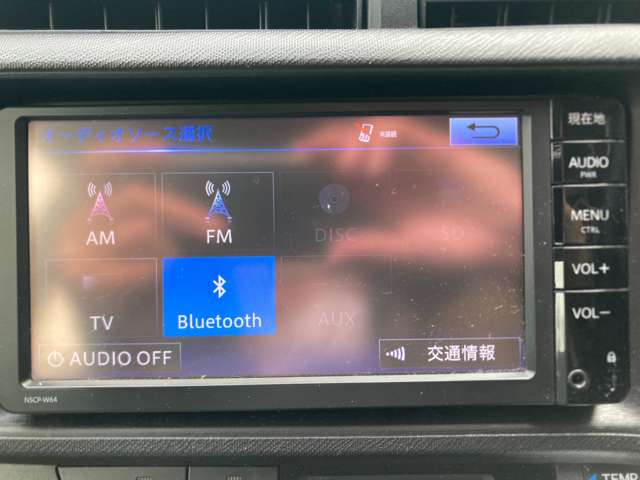 オーディオソース選択 未接続
現在地
AUDIO
PWR
MENU
CTRL
VOL+
VOL−
AM FM DISC SD
TV Bluetooth AUX
AUDIO OFF 交通情報
NSCP-W64
TEMP